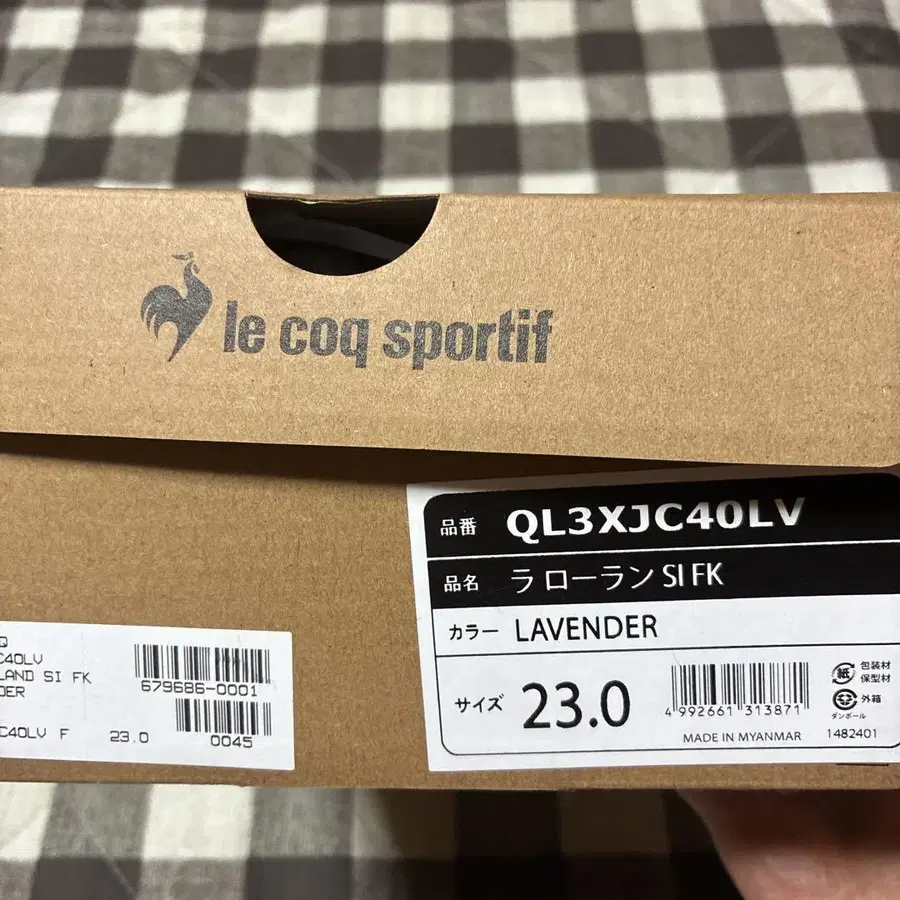 le coq sportif
品番 QL3XJC40LV
品名 ラ ローラン SI FK
カラー LAVENDER
サイズ 23.0
4 992661 313871
MADE IN MYANMAR
紙 包装材
保型材
外箱
ダンボール
1482401
Q
C40LV
LAND SI FK
DER
679686-0001
C40LV F 23.0
0045